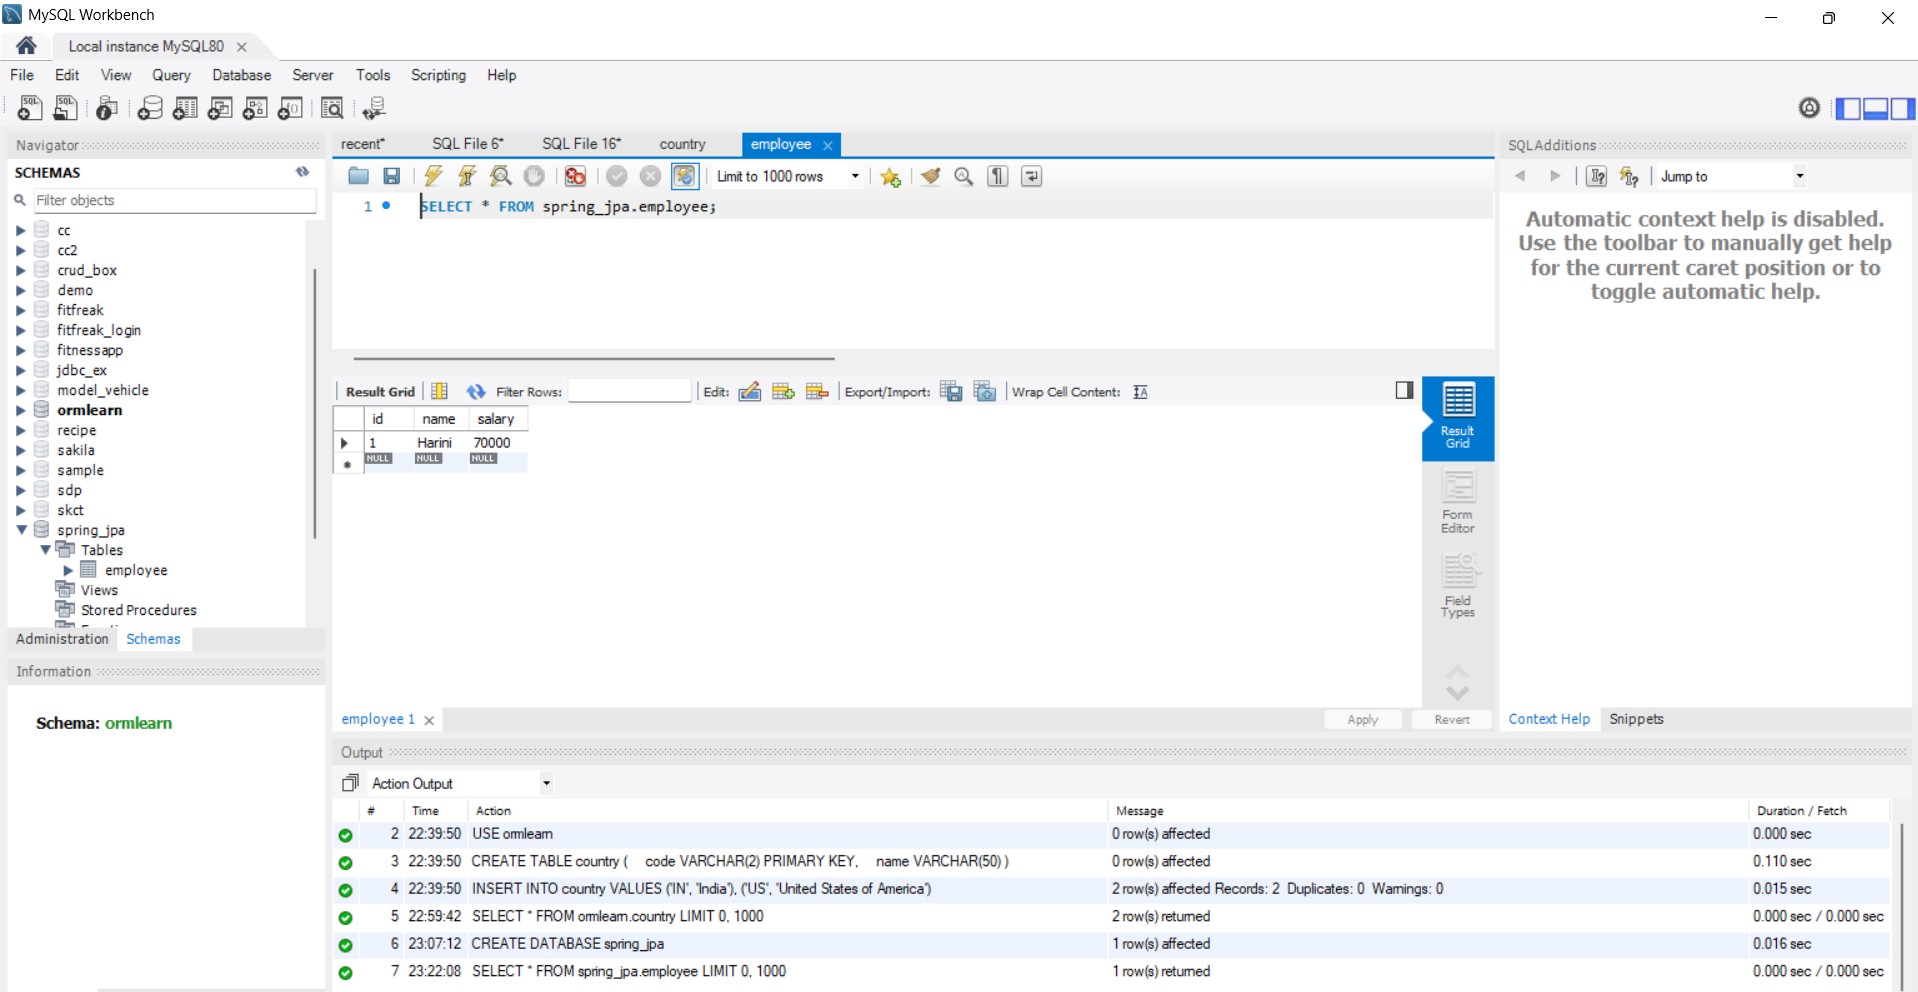 MySQL Workbench
Local instance MySQL80
File Edit View Query Database Server Tools Scripting Help
Navigator
SCHEMAS
Filter objects
cc
cc2
crud_box
demo
fitfreak
fitfreak_login
fitnessapp
jdbc_ex
model_vehicle
ormlearn
recipe
sakila
sample
sdp
skct
spring_jpa
Tables
employee
Views
Stored Procedures
Administration Schemas
Information
Schema: ormlearn
recent* SQL File 6* SQL File 16* country employee
Limit to 1000 rows
1 SELECT * FROM spring_jpa.employee;
Result Grid Filter Rows: Edit: Export/Import: Wrap Cell Content:
id name salary
1 Harini 70000
NULL NULL NULL
Result Grid
Form Editor
Field Types
employee 1 Apply Revert
SQLAdditions
Jump to
Automatic context help is disabled.
Use the toolbar to manually get help
for the current caret position or to
toggle automatic help.
Context Help Snippets
Output
Action Output
# Time Action Message Duration / Fetch
2 22:39:50 USE ormlearn 0 row(s) affected 0.000 sec
3 22:39:50 CREATE TABLE country ( code VARCHAR(2) PRIMARY KEY, name VARCHAR(50) ) 0 row(s) affected 0.110 sec
4 22:39:50 INSERT INTO country VALUES ('IN', 'India'), ('US', 'United States of America') 2 row(s) affected Records: 2 Duplicates: 0 Warnings: 0 0.015 sec
5 22:59:42 SELECT * FROM ormlearn.country LIMIT 0, 1000 2 row(s) returned 0.000 sec / 0.000 sec
6 23:07:12 CREATE DATABASE spring_jpa 1 row(s) affected 0.016 sec
7 23:22:08 SELECT * FROM spring_jpa.employee LIMIT 0, 1000 1 row(s) returned 0.000 sec / 0.000 sec